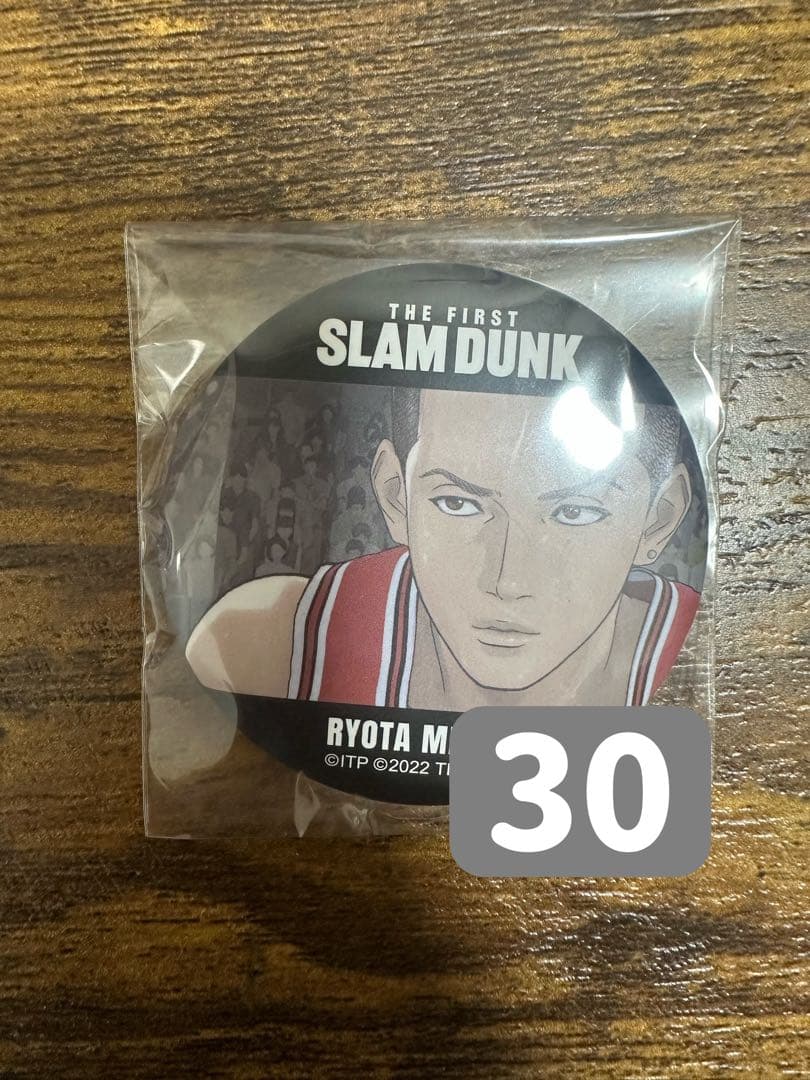 THE FIRST
SLAM DUNK
RYOTA
©ITP ©2022
30